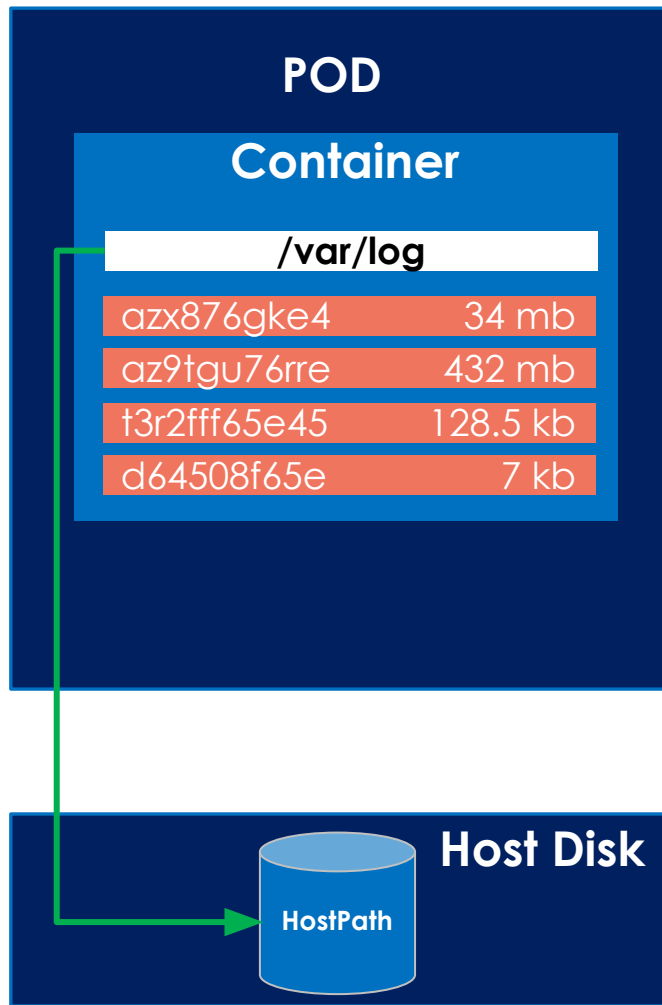 POD
Container
/var/log
azx876gke4 34 mb
az9tgu76rre 432 mb
t3r2fff65e45 128.5 kb
d64508f65e 7 kb
Host Disk
HostPath